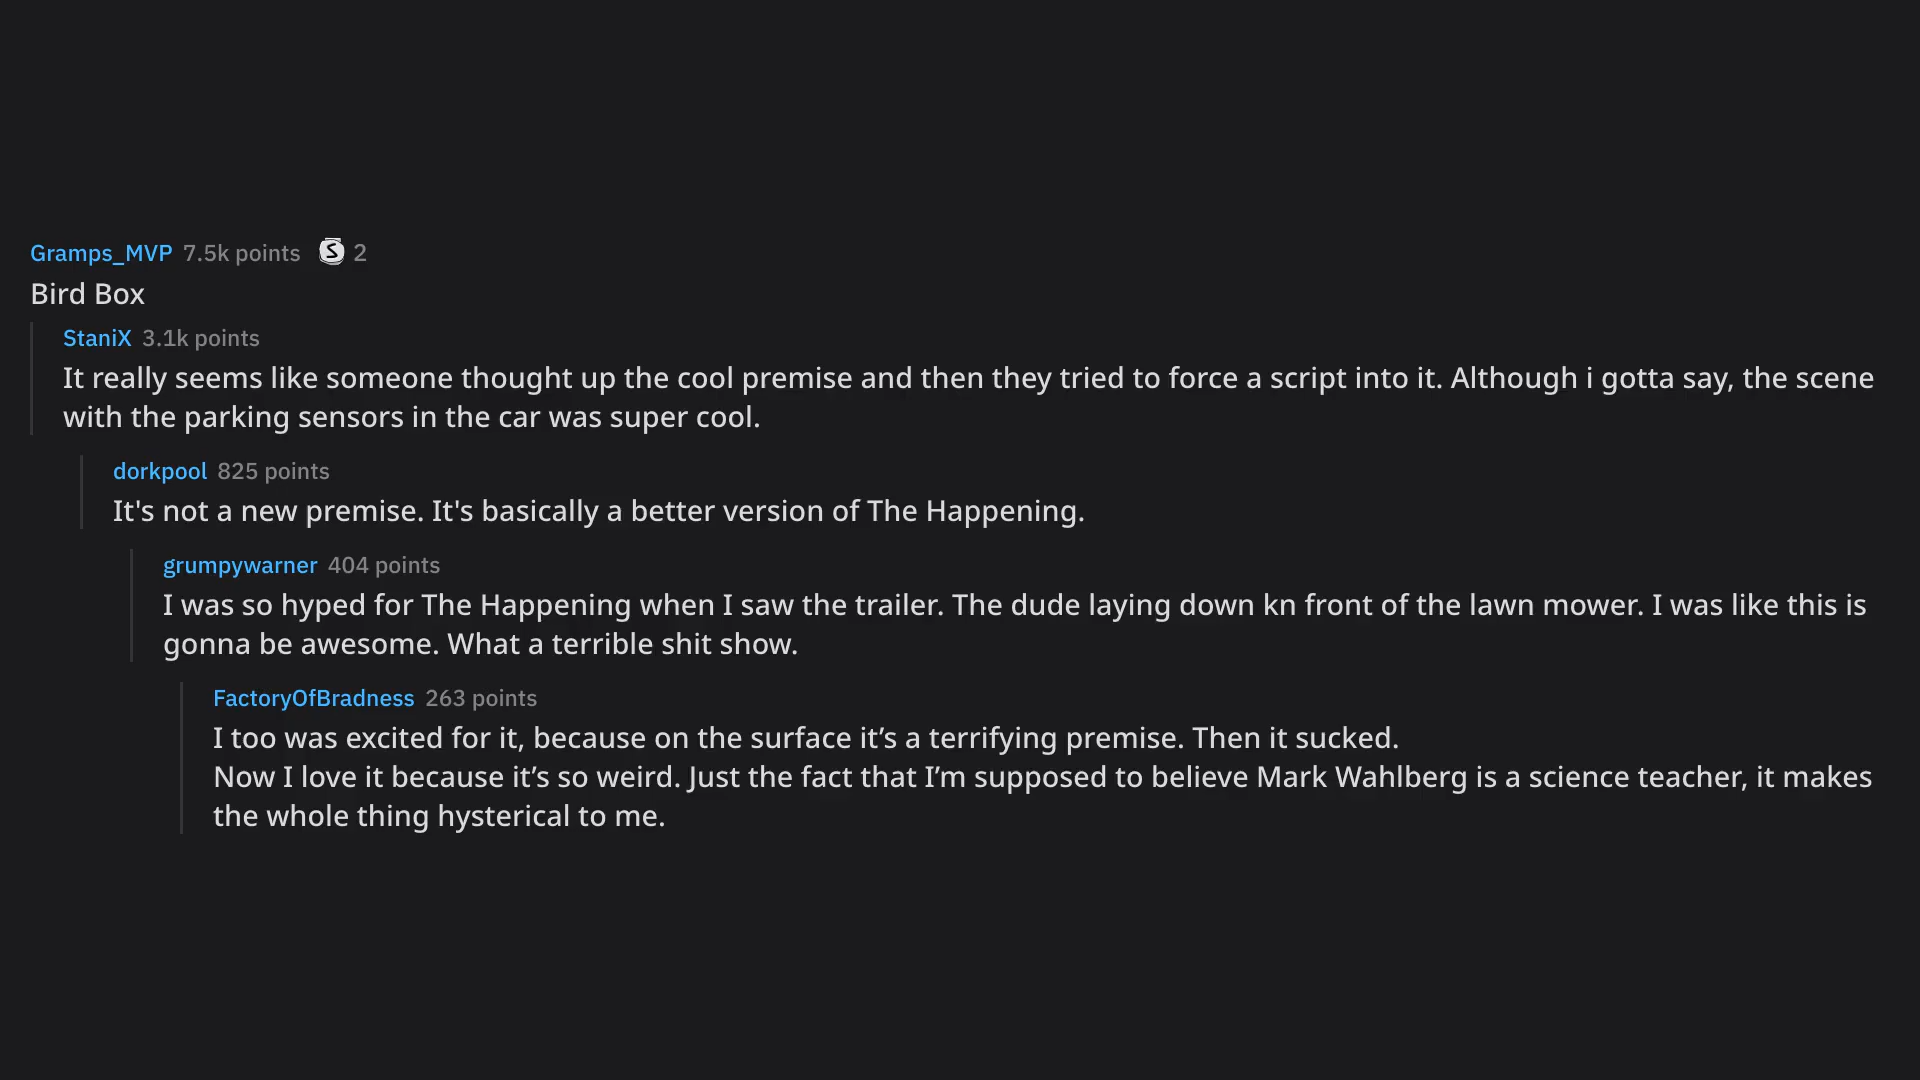 Gramps_MVP 7.5k points S 2
Bird Box
StaniX 3.1k points
It really seems like someone thought up the cool premise and then they tried to force a script into it. Although i gotta say, the scene
with the parking sensors in the car was super cool.
dorkpool 825 points
It's not a new premise. It's basically a better version of The Happening.
grumpywarner 404 points
I was so hyped for The Happening when I saw the trailer. The dude laying down kn front of the lawn mower. I was like this is
gonna be awesome. What a terrible shit show.
FactoryOfBradness 263 points
I too was excited for it, because on the surface it’s a terrifying premise. Then it sucked.
Now I love it because it’s so weird. Just the fact that I’m supposed to believe Mark Wahlberg is a science teacher, it makes
the whole thing hysterical to me.